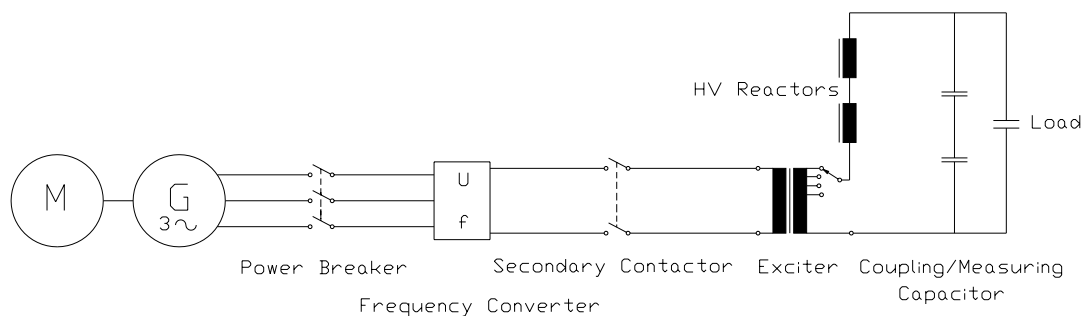 HV Reactors
Load
M
G
3~
U
f
Power Breaker
Secondary Contactor
Exciter
Coupling/Measuring
Capacitor
Frequency Converter